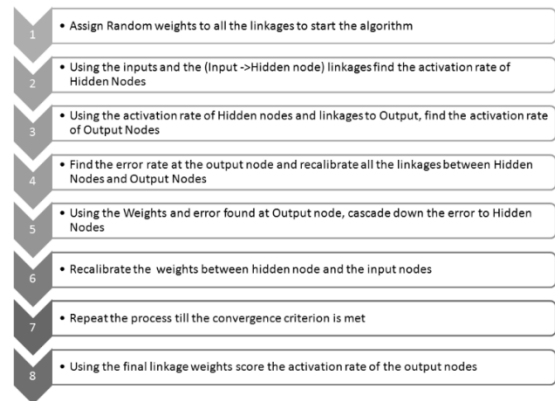 1
• Assign Random weights to all the linkages to start the algorithm
2
• Using the inputs and the (Input ->Hidden node) linkages find the activation rate of
Hidden Nodes
3
• Using the activation rate of Hidden nodes and linkages to Output, find the activation rate
of Output Nodes
4
• Find the error rate at the output node and recalibrate all the linkages between Hidden
Nodes and Output Nodes
5
• Using the Weights and error found at Output node, cascade down the error to Hidden
Nodes
6
• Recalibrate the weights between hidden node and the input nodes
7
• Repeat the process till the convergence criterion is met
8
• Using the final linkage weights score the activation rate of the output nodes